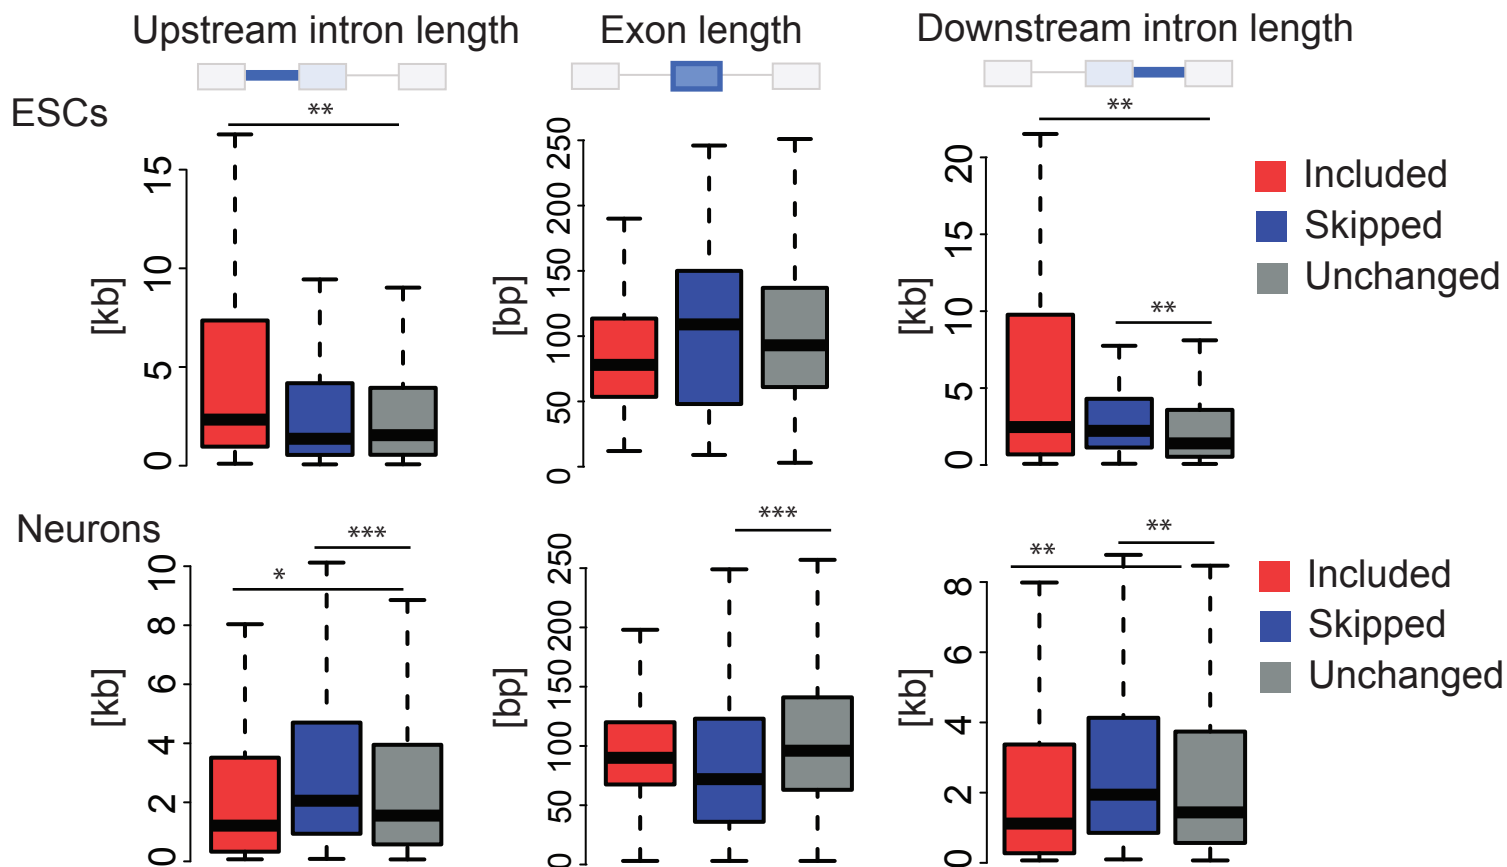 Upstream intron length
Exon length
Downstream intron length
ESCs
**
**
**
[kb]
15
10
5
0
[bp]
250
200
150
100
50
0
[kb]
20
15
10
5
0
Included
Skipped
Unchanged
Neurons
***
*
***
**
**
[kb]
10
8
6
4
2
0
[bp]
250
200
150
100
50
0
[kb]
8
6
4
2
0
Included
Skipped
Unchanged